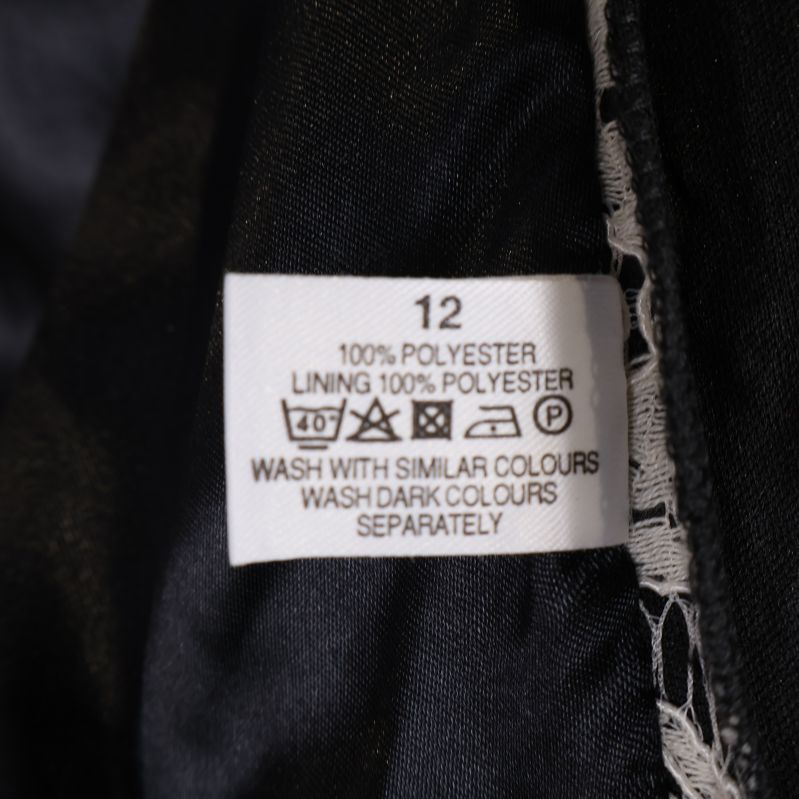 12
100% POLYESTER
LINING 100% POLYESTER
40° P
WASH WITH SIMILAR COLOURS
WASH DARK COLOURS
SEPARATELY